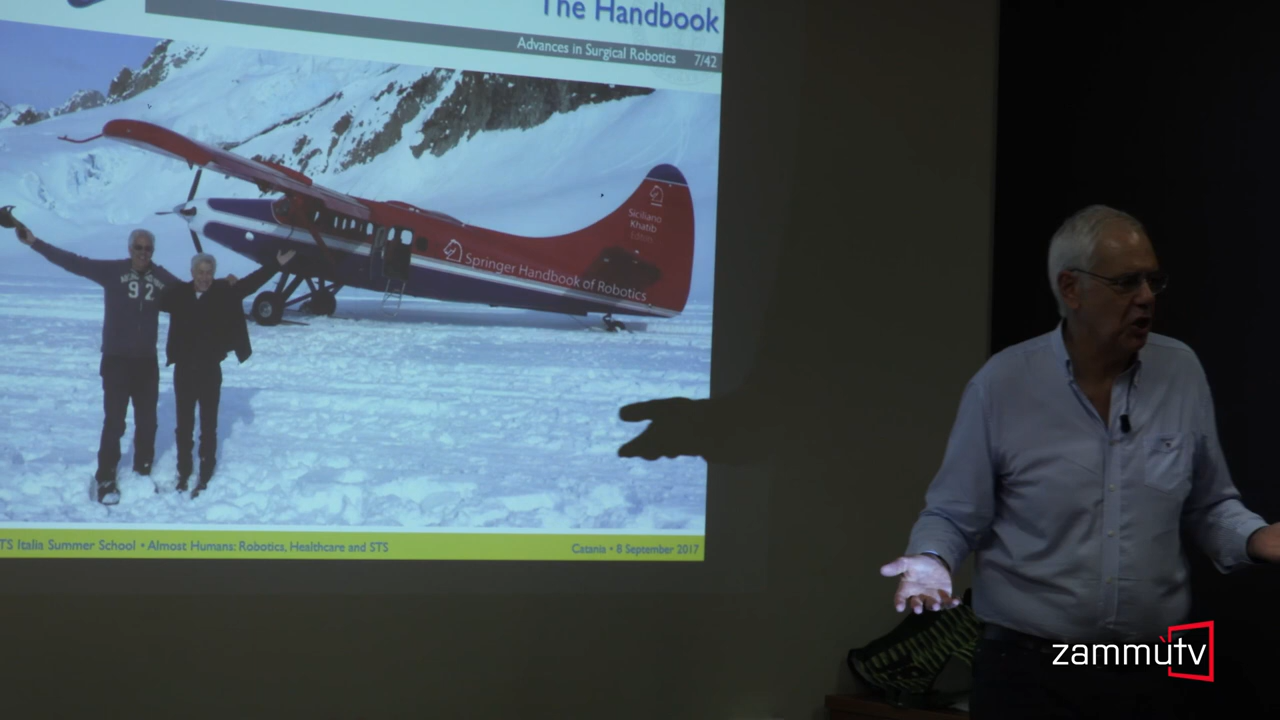 The Handbook
Advances in Surgical Robotics 7/42
Siciliano
Khatib
Springer Handbook of Robotics
92
TS Italia Summer School • Almost Humans: Robotics, Healthcare and STS
Catania • 8 September 2017
zammùtv